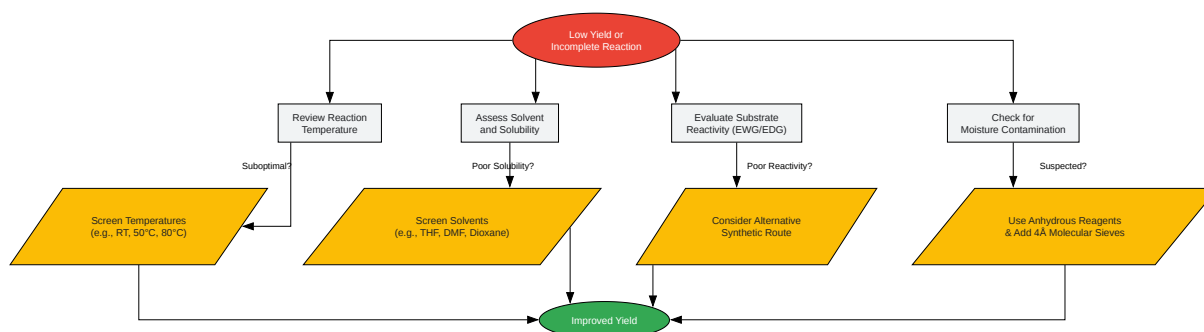 Low Yield or
Incomplete Reaction
Review Reaction
Temperature
Assess Solvent
and Solubility
Evaluate Substrate
Reactivity (EWG/EDG)
Check for
Moisture Contamination
Suboptimal?
Poor Solubility?
Poor Reactivity?
Suspected?
Screen Temperatures
(e.g., RT, 50°C, 80°C)
Screen Solvents
(e.g., THF, DMF, Dioxane)
Consider Alternative
Synthetic Route
Use Anhydrous Reagents
& Add 4Å Molecular Sieves
Improved Yield